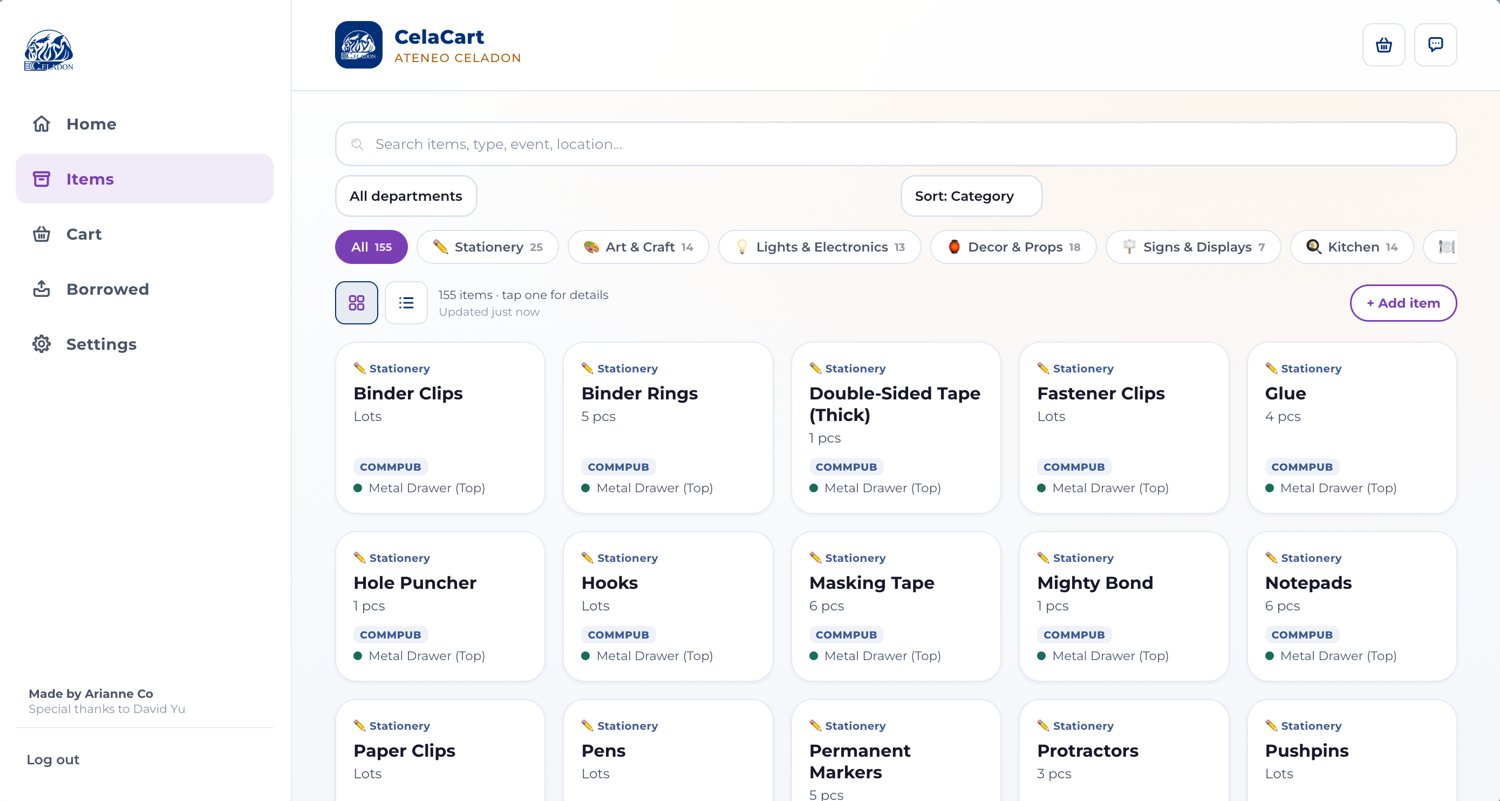 CELADON
Home
Items
Cart
Borrowed
Settings
Made by Arianne Co
Special thanks to David Yu
Log out
CELADON
CelaCart
ATENEO CELADON
Search items, type, event, location...
All departments
Sort: Category
All 155
Stationery 25
Art & Craft 14
Lights & Electronics 13
Decor & Props 18
Signs & Displays 7
Kitchen 14
155 items · tap one for details
Updated just now
+ Add item
Stationery
Binder Clips
Lots
COMMPUB
Metal Drawer (Top)
Stationery
Binder Rings
5 pcs
COMMPUB
Metal Drawer (Top)
Stationery
Double-Sided Tape
(Thick)
1 pcs
COMMPUB
Metal Drawer (Top)
Stationery
Fastener Clips
Lots
COMMPUB
Metal Drawer (Top)
Stationery
Glue
4 pcs
COMMPUB
Metal Drawer (Top)
Stationery
Hole Puncher
1 pcs
COMMPUB
Metal Drawer (Top)
Stationery
Hooks
Lots
COMMPUB
Metal Drawer (Top)
Stationery
Masking Tape
6 pcs
COMMPUB
Metal Drawer (Top)
Stationery
Mighty Bond
1 pcs
COMMPUB
Metal Drawer (Top)
Stationery
Notepads
6 pcs
COMMPUB
Metal Drawer (Top)
Stationery
Paper Clips
Lots
Stationery
Pens
Lots
Stationery
Permanent
Markers
5 pcs
Stationery
Protractors
3 pcs
Stationery
Pushpins
Lots